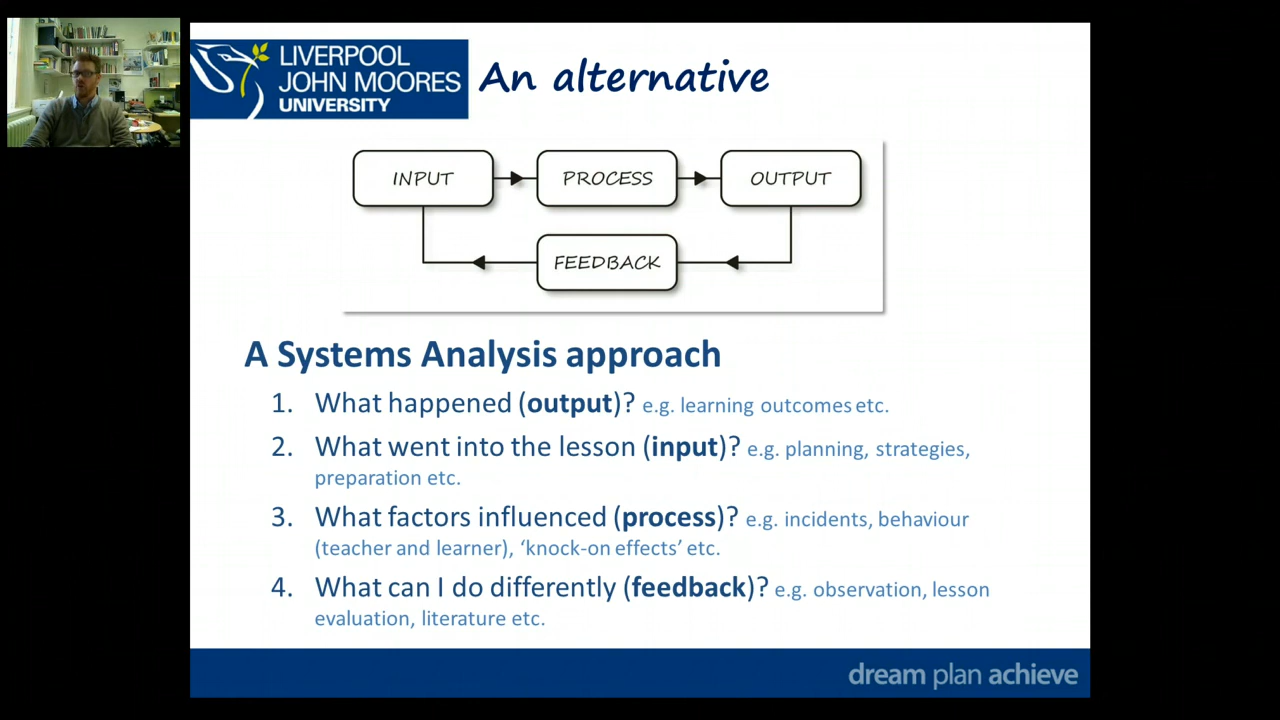 LIVERPOOL
JOHN MOORES
UNIVERSITY
An alternative
INPUT
PROCESS
OUTPUT
FEEDBACK
A Systems Analysis approach
1. What happened (output)? e.g. learning outcomes etc.
2. What went into the lesson (input)? e.g. planning, strategies,
preparation etc.
3. What factors influenced (process)? e.g. incidents, behaviour
(teacher and learner), ‘knock-on effects’ etc.
4. What can I do differently (feedback)? e.g. observation, lesson
evaluation, literature etc.
dream plan achieve